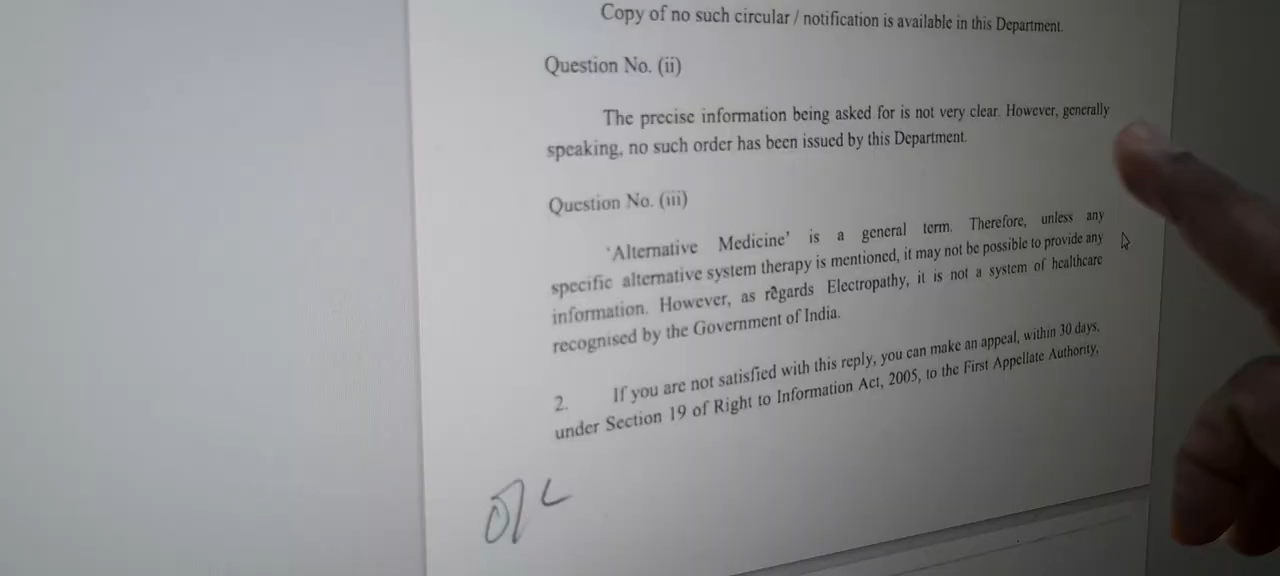 Copy of no such circular / notification is available in this Department.
Question No. (ii)
The precise information being asked for is not very clear. However, generally
speaking, no such order has been issued by this Department.
Question No. (iii)
'Alternative Medicine' is a general term. Therefore, unless any
specific alternative system therapy is mentioned, it may not be possible to provide any
information. However, as regards Electropathy, it is not a system of healthcare
recognised by the Government of India.
2. If you are not satisfied with this reply, you can make an appeal, within 30 days,
under Section 19 of Right to Information Act, 2005, to the First Appellate Authority,